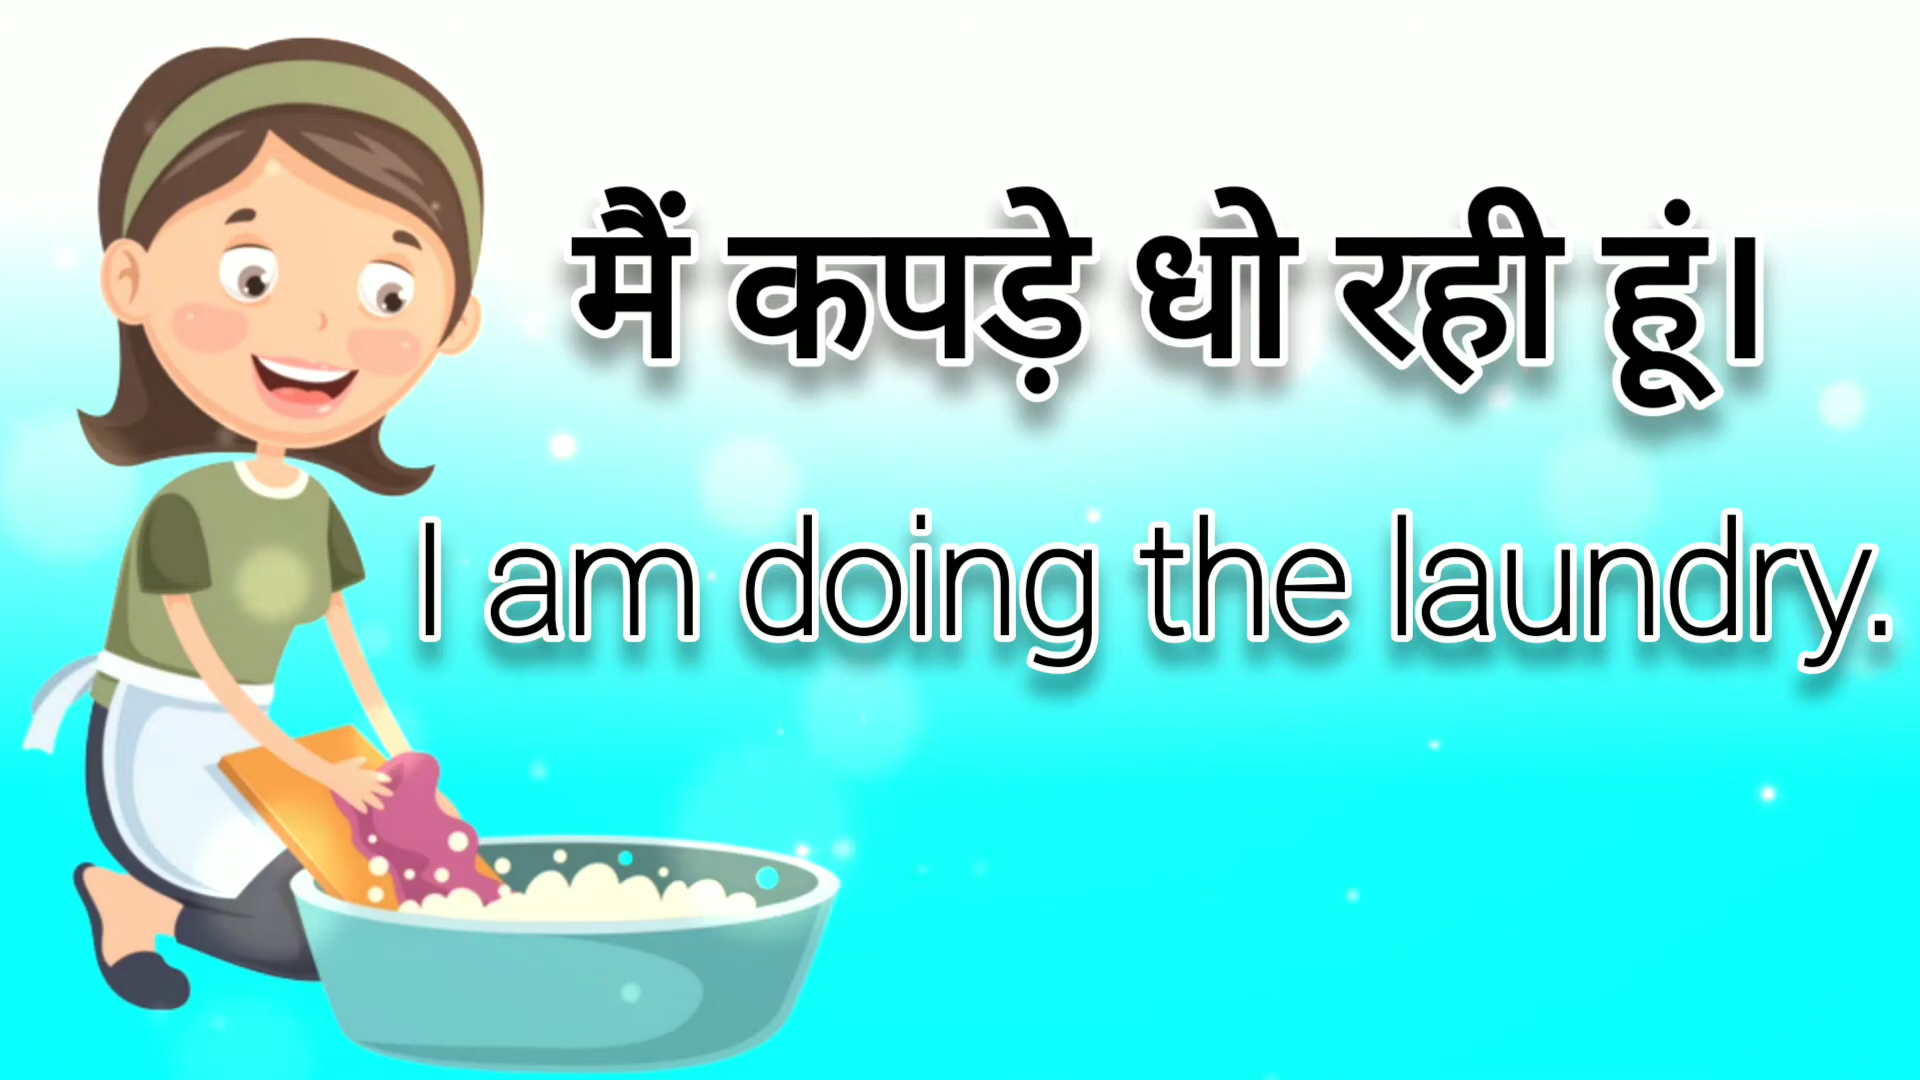 मैं कपड़े धो रही हूं।
I am doing the laundry.